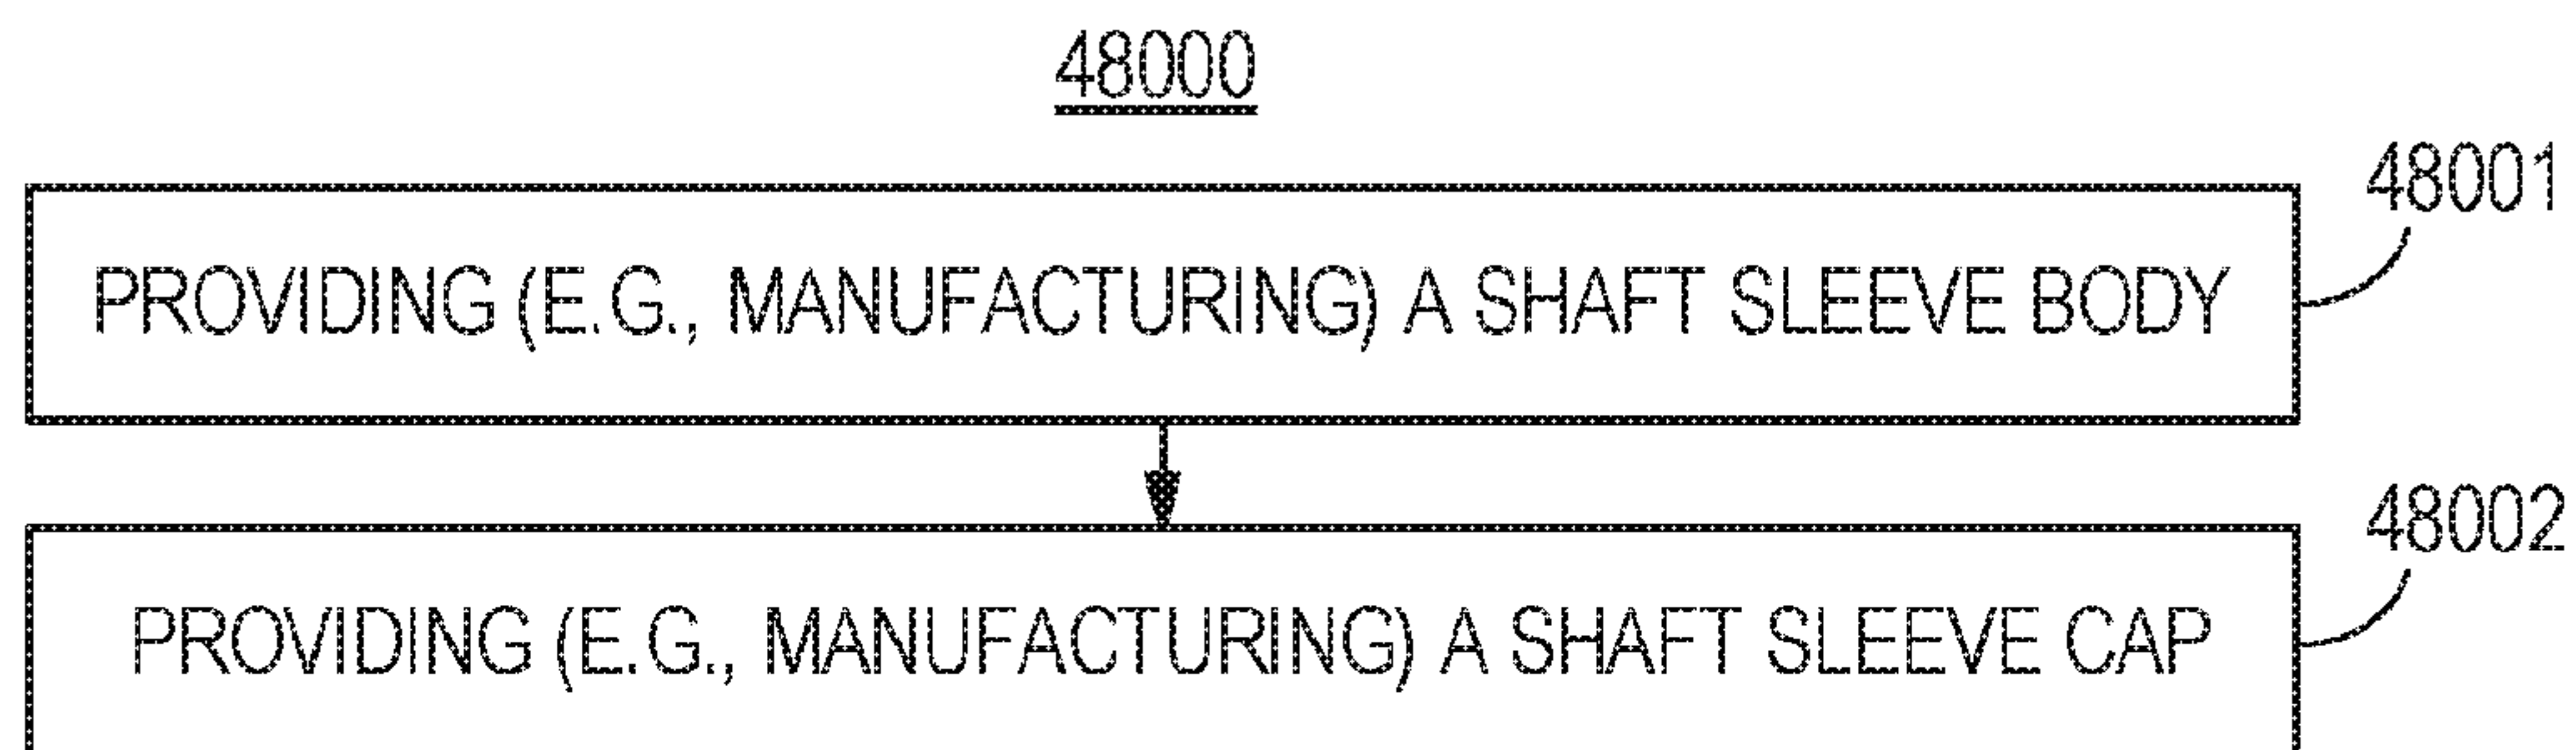 48000
48001
PROVIDING (E.G., MANUFACTURING) A SHAFT SLEEVE BODY
48002
PROVIDING (E.G., MANUFACTURING) A SHAFT SLEEVE CAP